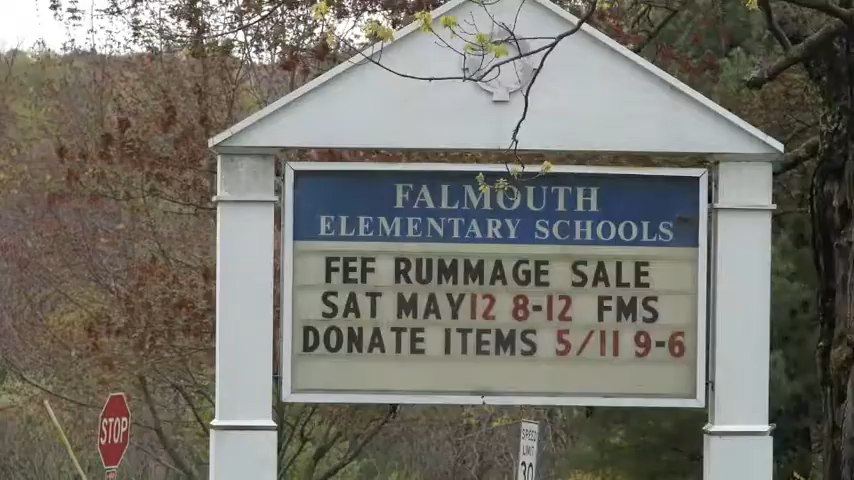 FALMOUTH
ELEMENTARY SCHOOLS
FEF RUMMAGE SALE
SAT MAY12 8-12 FMS
DONATE ITEMS 5/11 9-6
STOP
SPEED
LIMIT
30